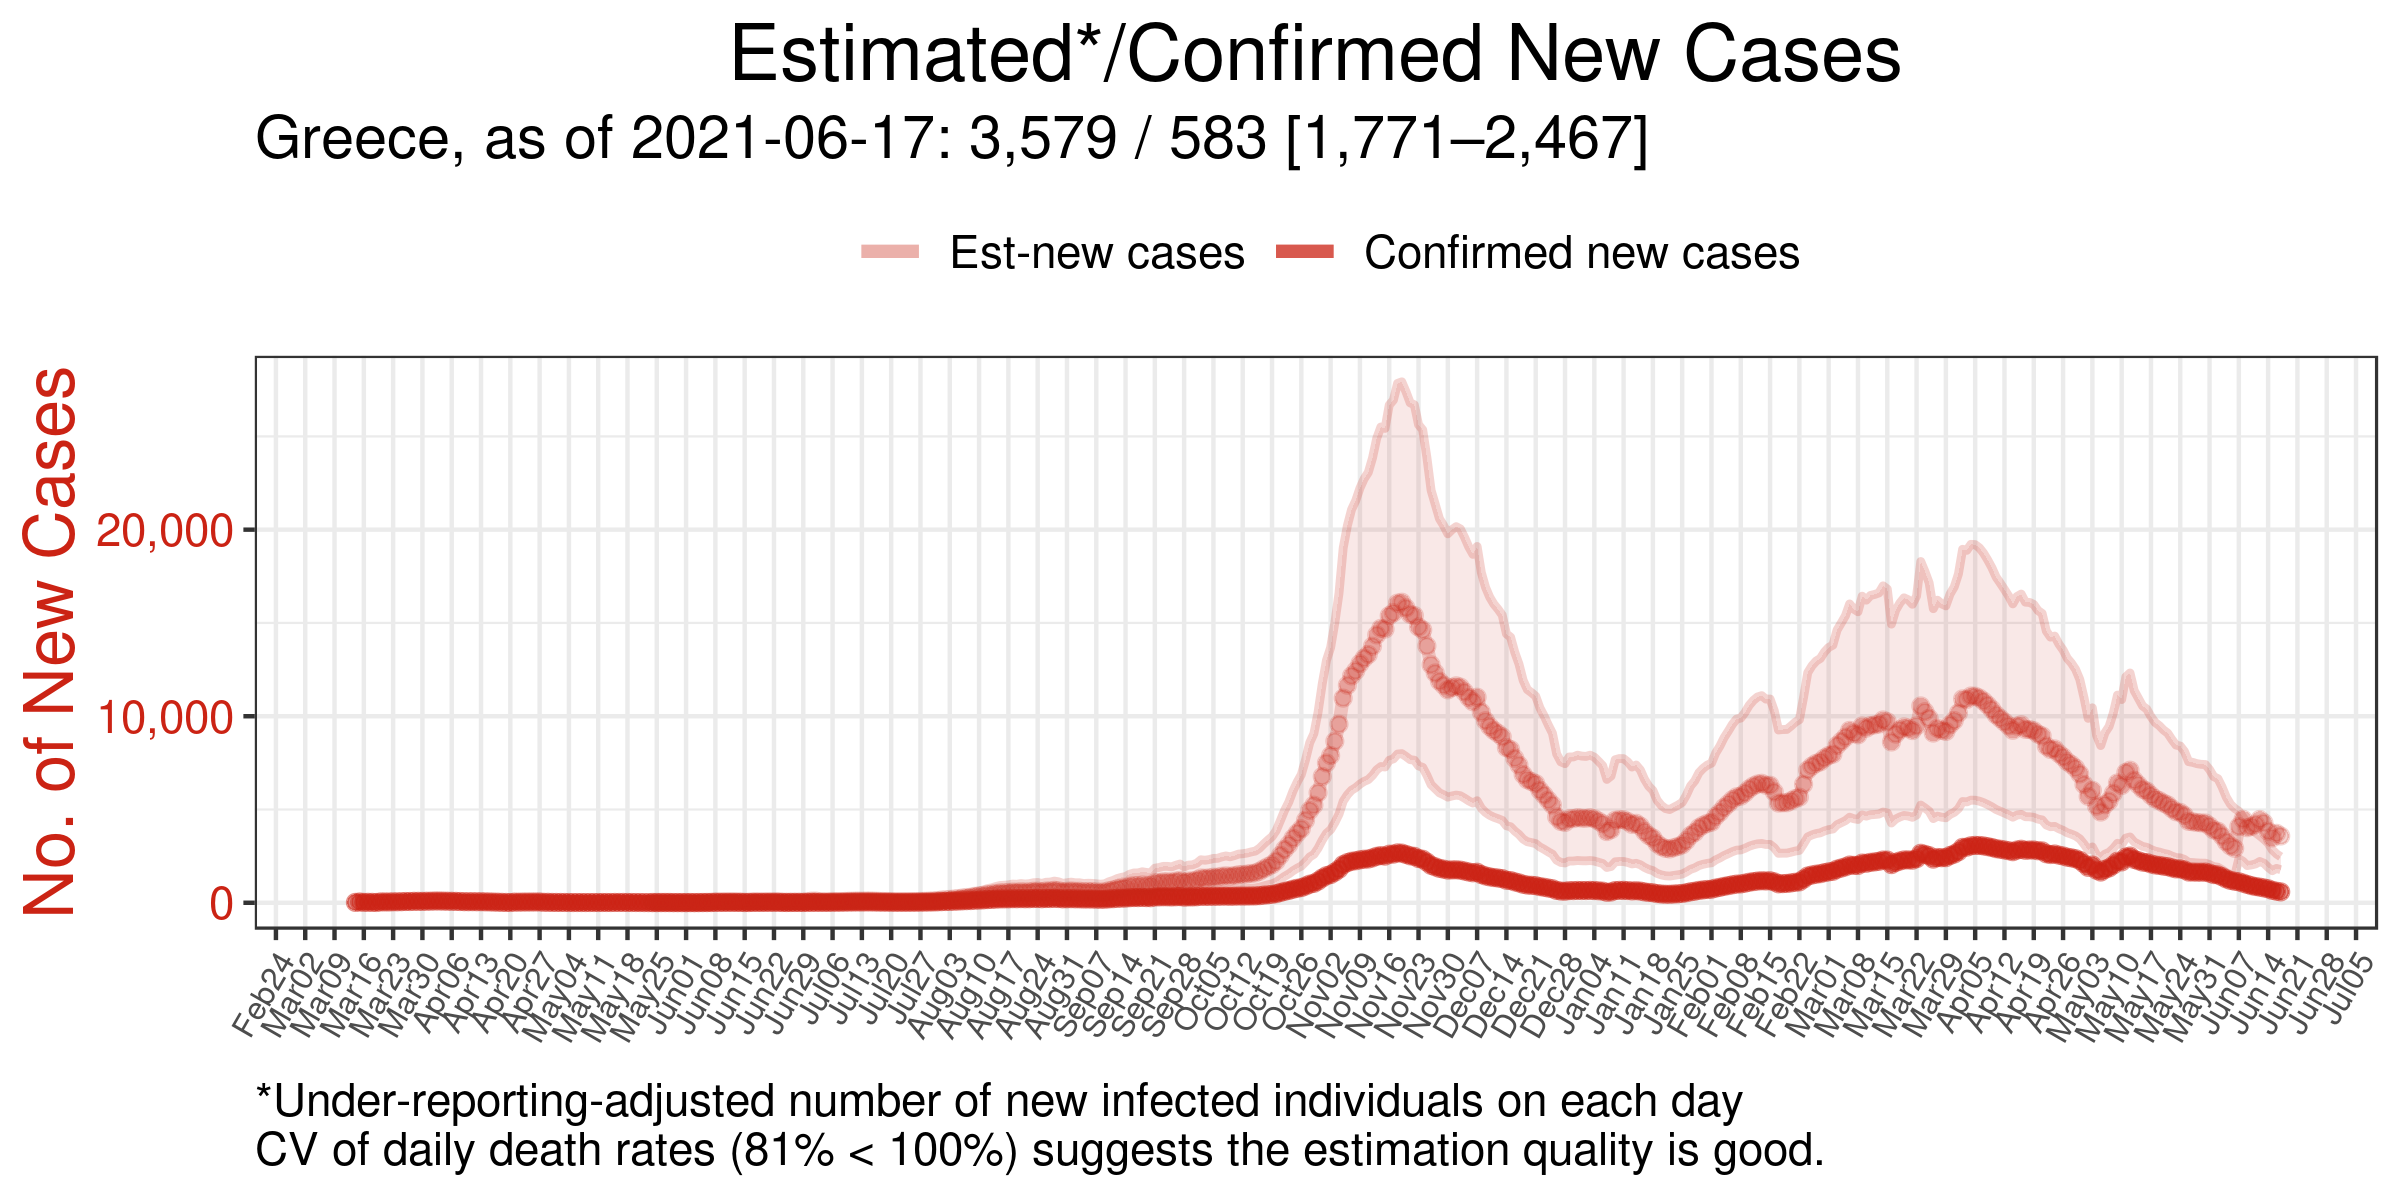 Estimated*/Confirmed New Cases
Greece, as of 2021-06-17: 3,579 / 583 [1,771–2,467]
Est-new cases
Confirmed new cases
No. of New Cases
20,000
10,000
0
Feb24
Mar02
Mar09
Mar16
Mar23
Mar30
Apr06
Apr13
Apr20
Apr27
May04
May11
May18
May25
Jun01
Jun08
Jun15
Jun22
Jun29
Jul06
Jul13
Jul20
Jul27
Aug03
Aug10
Aug17
Aug24
Aug31
Sep07
Sep14
Sep21
Sep28
Oct05
Oct12
Oct19
Oct26
Nov02
Nov09
Nov16
Nov23
Nov30
Dec07
Dec14
Dec21
Dec28
Jan04
Jan11
Jan18
Jan25
Feb01
Feb08
Feb15
Feb22
Mar01
Mar08
Mar15
Mar22
Mar29
Apr05
Apr12
Apr19
Apr26
May03
May10
May17
May24
May31
Jun07
Jun14
Jun21
Jun28
Jul05
*Under-reporting-adjusted number of new infected individuals on each day
CV of daily death rates (81% < 100%) suggests the estimation quality is good.